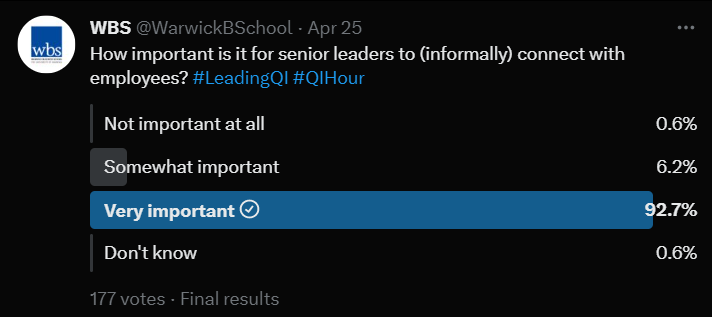 WBS @WarwickBSchool · Apr 25 ···
wbs
How important is it for senior leaders to (informally) connect with
employees? #LeadingQI #QIHour
Not important at all 0.6%
Somewhat important 6.2%
Very important 92.7%
Don't know 0.6%
177 votes · Final results